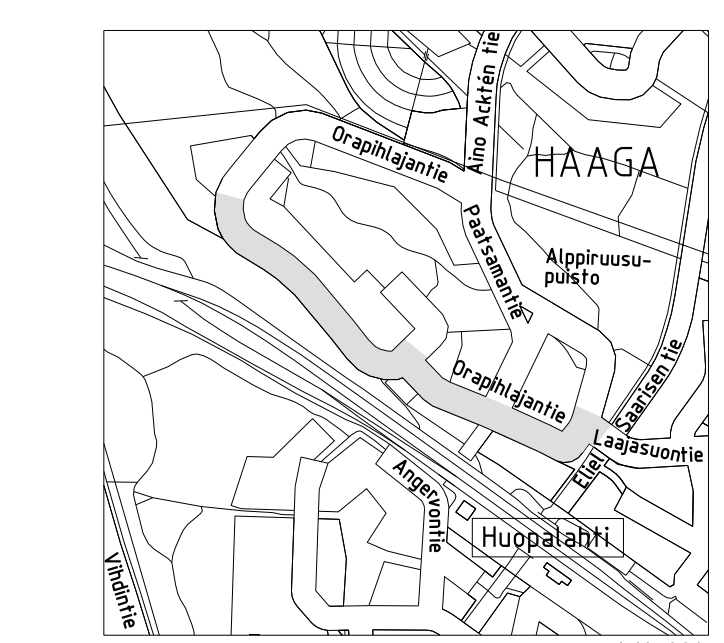 Aino Acktén tie
Orapihlajantie
HAAGA
Paatsamantie
Alppiruusu-
puisto
Orapihlajantie
Eliel Saarisen tie
Laajasuontie
Angervontie
Huopalahti
Vihdintie